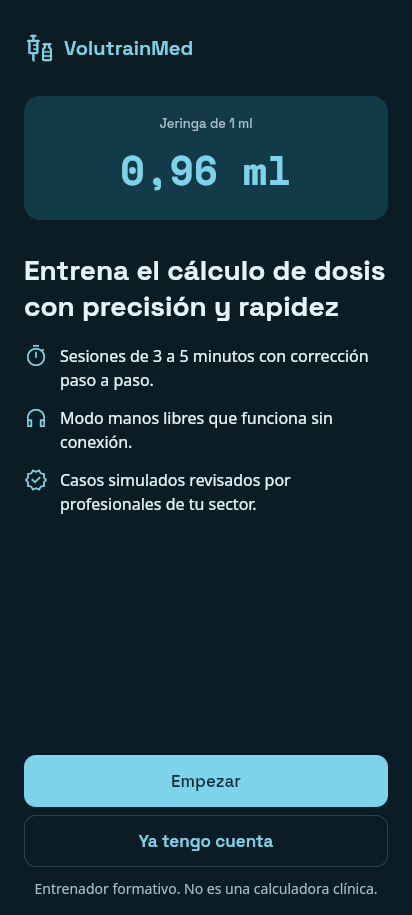 VolutrainMed
Jeringa de 1 ml
0,96 ml
Entrena el cálculo de dosis
con precisión y rapidez
Sesiones de 3 a 5 minutos con corrección
paso a paso.
Modo manos libres que funciona sin
conexión.
Casos simulados revisados por
profesionales de tu sector.
Empezar
Ya tengo cuenta
Entrenador formativo. No es una calculadora clínica.